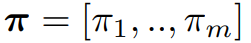 π = [π₁, .., πₘ]